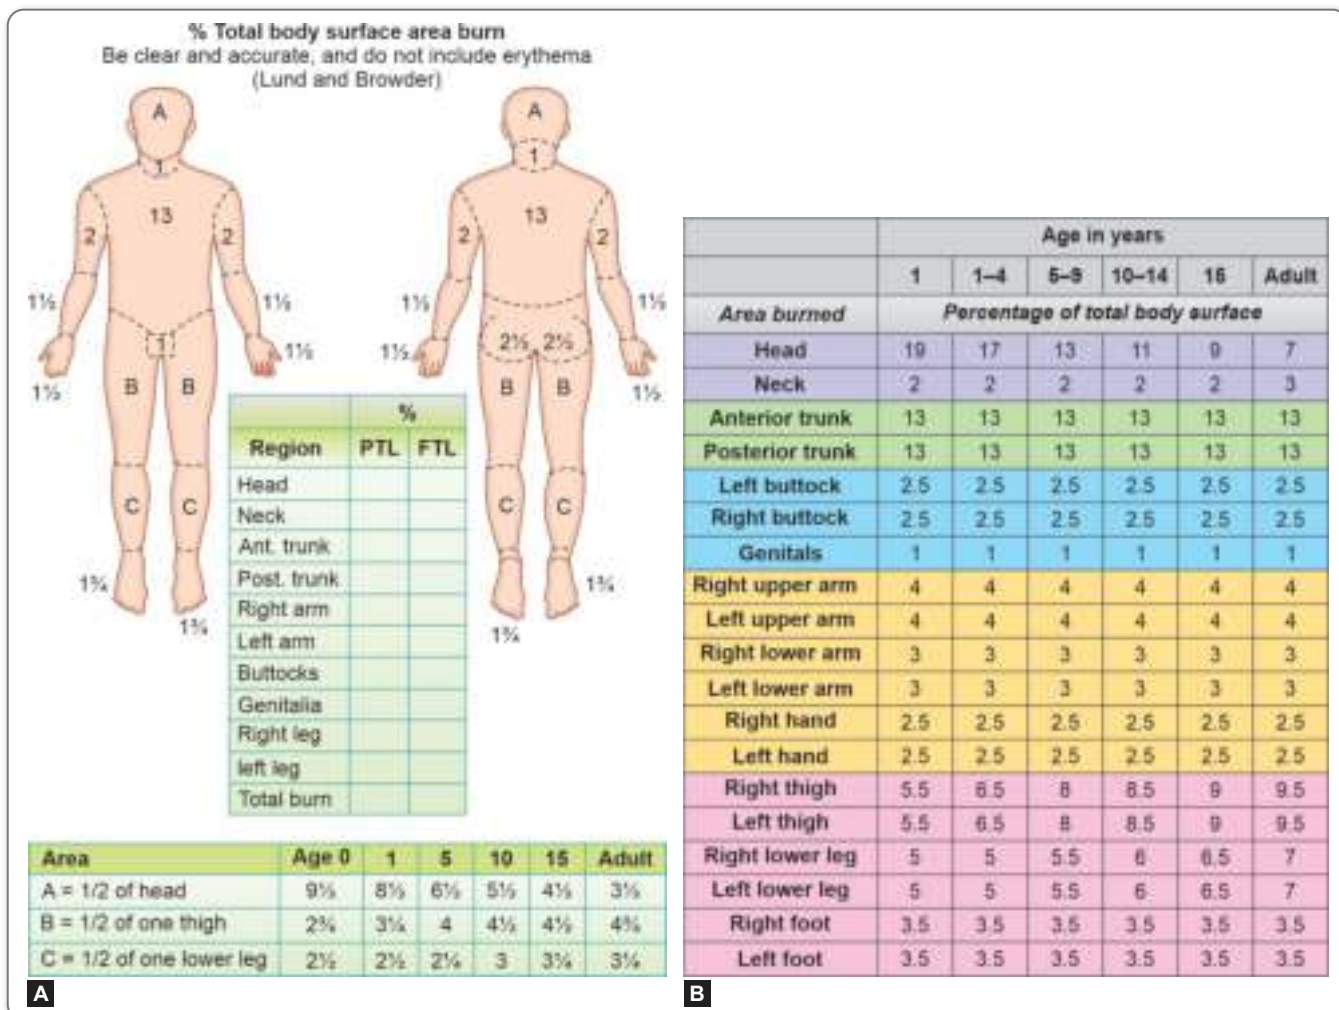 % Total body surface area burn
Be clear and accurate, and do not include erythema
(Lund and Browder)
A
1
13
2
2
1½
1½
1
1½
1½
B
B
C
C
1¾
1¾
A
1
13
2
2
1½
1½
2½
2½
1½
1½
B
B
C
C
1¾
1¾
%
Region PTL FTL
Head
Neck
Ant. trunk
Post. trunk
Right arm
Left arm
Buttocks
Genitalia
Right leg
left leg
Total burn
Area Age 0 1 5 10 15 Adult
A = 1/2 of head 9½ 8½ 6½ 5½ 4½ 3½
B = 1/2 of one thigh 2¾ 3¼ 4 4½ 4½ 4¾
C = 1/2 of one lower leg 2½ 2½ 2¾ 3 3¼ 3½
A
Age in years
1 1–4 5–9 10–14 15 Adult
Area burned Percentage of total body surface
Head 19 17 13 11 9 7
Neck 2 2 2 2 2 3
Anterior trunk 13 13 13 13 13 13
Posterior trunk 13 13 13 13 13 13
Left buttock 2.5 2.5 2.5 2.5 2.5 2.5
Right buttock 2.5 2.5 2.5 2.5 2.5 2.5
Genitals 1 1 1 1 1 1
Right upper arm 4 4 4 4 4 4
Left upper arm 4 4 4 4 4 4
Right lower arm 3 3 3 3 3 3
Left lower arm 3 3 3 3 3 3
Right hand 2.5 2.5 2.5 2.5 2.5 2.5
Left hand 2.5 2.5 2.5 2.5 2.5 2.5
Right thigh 5.5 6.5 8 8.5 9 9.5
Left thigh 5.5 6.5 8 8.5 9 9.5
Right lower leg 5 5 5.5 6 6.5 7
Left lower leg 5 5 5.5 6 6.5 7
Right foot 3.5 3.5 3.5 3.5 3.5 3.5
Left foot 3.5 3.5 3.5 3.5 3.5 3.5
B